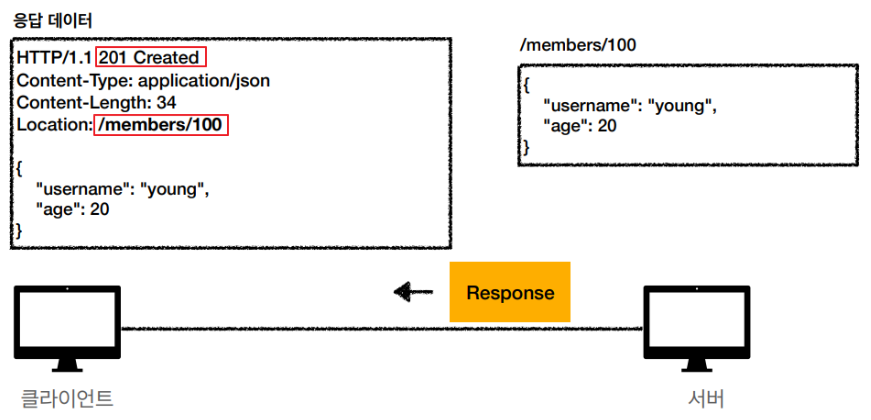 응답 데이터
HTTP/1.1 201 Created
Content-Type: application/json
Content-Length: 34
Location: /members/100
{
"username": "young",
"age": 20
}
/members/100
{
"username": "young",
"age": 20
}
Response
클라이언트
서버